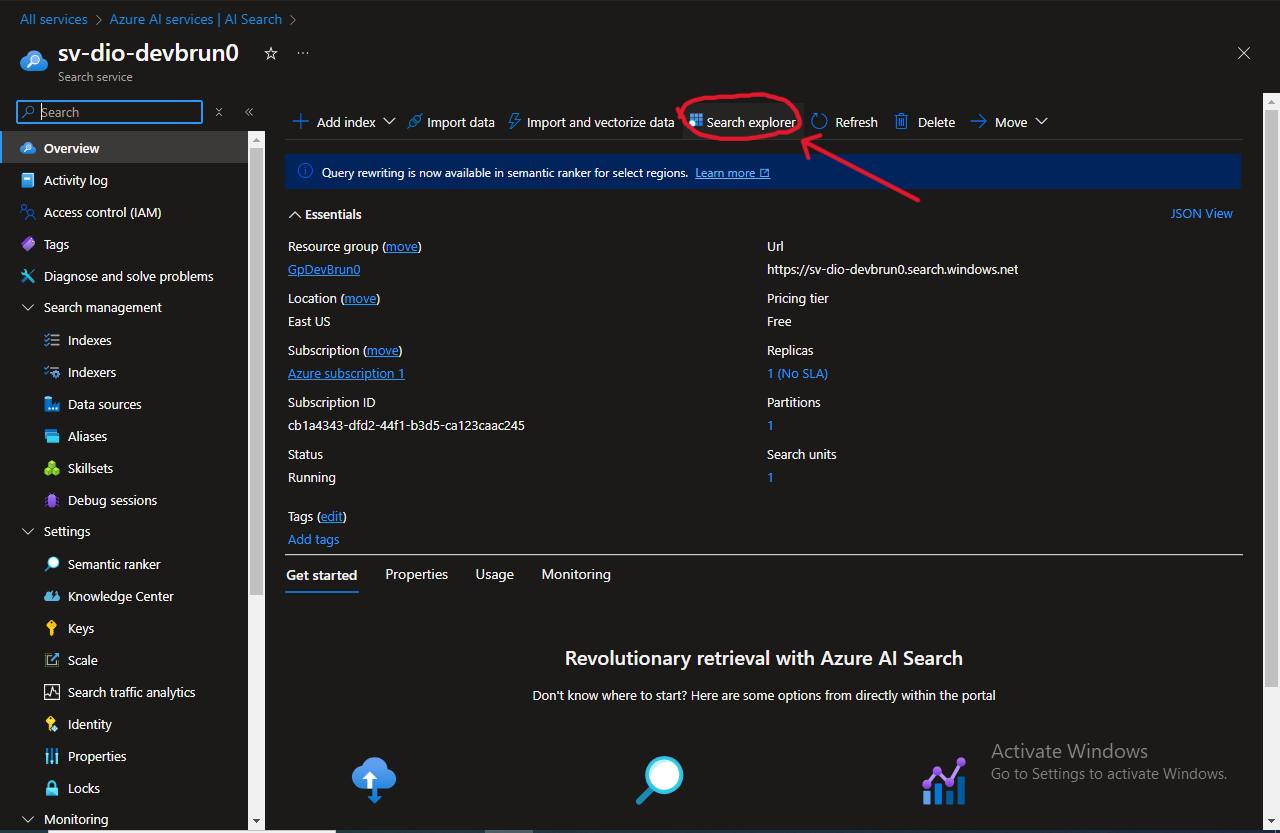 All services > Azure AI services | AI Search >
sv-dio-devbrun0
Search service
Search
Add index
Import data
Import and vectorize data
Search explorer
Refresh
Delete
Move
Overview
Activity log
Access control (IAM)
Tags
Diagnose and solve problems
Search management
Indexes
Indexers
Data sources
Aliases
Skillsets
Debug sessions
Settings
Semantic ranker
Knowledge Center
Keys
Scale
Search traffic analytics
Identity
Properties
Locks
Monitoring
Query rewriting is now available in semantic ranker for select regions. Learn more
Essentials
JSON View
Resource group (move)
GpDevBrun0
Location (move)
East US
Subscription (move)
Azure subscription 1
Subscription ID
cb1a4343-dfd2-44f1-b3d5-ca123caac245
Status
Running
Url
https://sv-dio-devbrun0.search.windows.net
Pricing tier
Free
Replicas
1 (No SLA)
Partitions
1
Search units
1
Tags (edit)
Add tags
Get started
Properties
Usage
Monitoring
Revolutionary retrieval with Azure AI Search
Don't know where to start? Here are some options from directly within the portal
Activate Windows
Go to Settings to activate Windows.